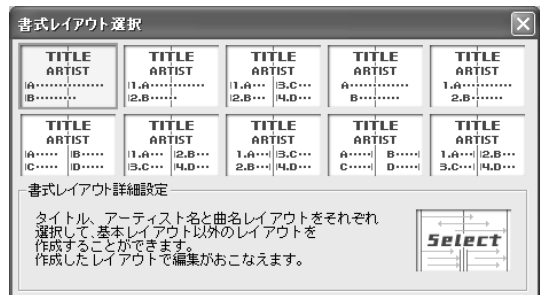 書式レイアウト選択
TITLE TITLE TITLE TITLE TITLE
ARTIST ARTIST ARTIST ARTIST ARTIST
A‥‥‥‥ 1.A‥‥‥‥ 1.A‥‥ 3.C‥‥ A‥‥‥‥ 1.A‥‥‥‥
B‥‥‥‥ 2.B‥‥‥ 2.B‥‥ 4.D‥‥ B‥‥‥‥ 2.B‥‥‥
TITLE TITLE TITLE TITLE TITLE
ARTIST ARTIST ARTIST ARTIST ARTIST
A‥‥ B‥‥ 1.A‥‥ 2.B‥‥ 1.A‥‥ 3.C‥‥ A‥‥ B‥‥ 1.A‥‥ 2.B‥‥
C‥‥ D‥‥ 3.C‥‥ 4.D‥‥ 2.B‥‥ 4.D‥‥ C‥‥ D‥‥ 3.C‥‥ 4.D‥‥
書式レイアウト詳細設定
タイトル、アーティスト名と曲名レイアウトをそれぞれ
選択して、基本レイアウト以外のレイアウトを
作成することができます。
作成したレイアウトで編集がおこなえます。
Select